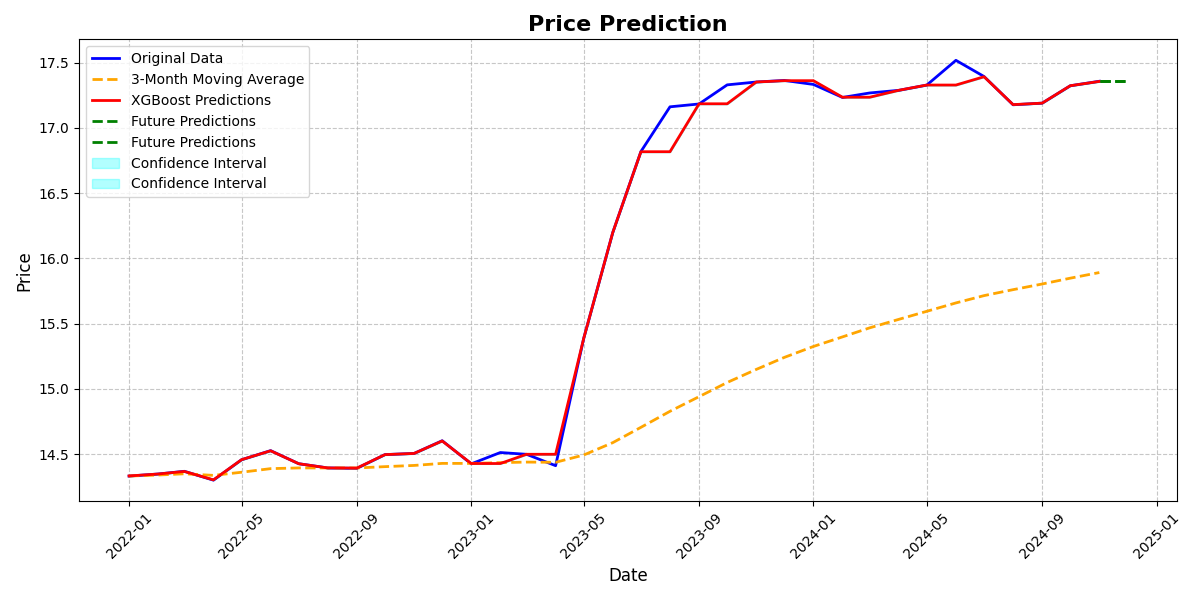 Price Prediction
Original Data
3-Month Moving Average
XGBoost Predictions
Future Predictions
Future Predictions
Confidence Interval
Confidence Interval
Price
17.5
17.0
16.5
16.0
15.5
15.0
14.5
2022-01
2022-05
2022-09
2023-01
2023-05
2023-09
2024-01
2024-05
2024-09
2025-01
Date